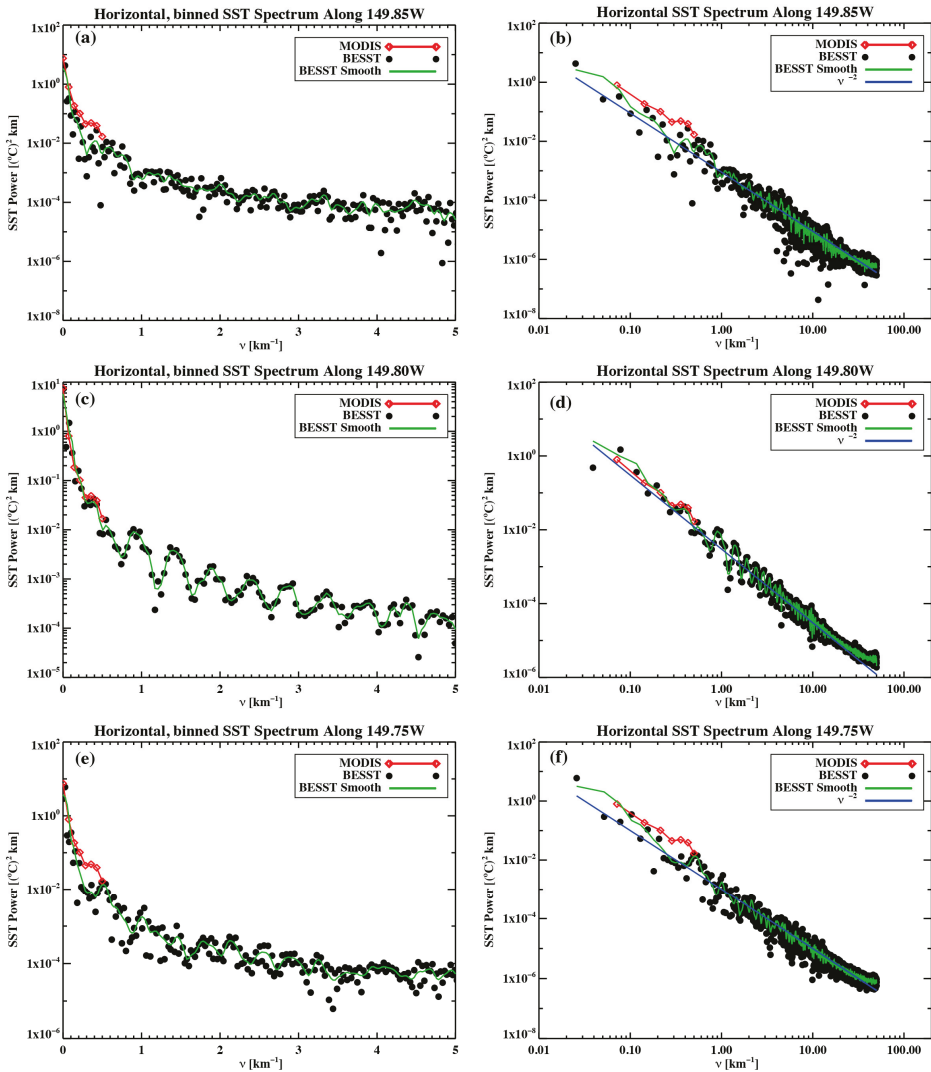 Horizontal, binned SST Spectrum Along 149.85W
(a)
MODIS
BESST
BESST Smooth
SST Power [(°C)² km]
1x10²
1x10⁰
1x10⁻²
1x10⁻⁴
1x10⁻⁶
1x10⁻⁸
0 1 2 3 4 5
ν [km⁻¹]
Horizontal SST Spectrum Along 149.85W
(b)
MODIS
BESST
BESST Smooth
ν ⁻²
SST Power [(°C)² km]
1x10²
1x10⁰
1x10⁻²
1x10⁻⁴
1x10⁻⁶
1x10⁻⁸
0.01 0.10 1.00 10.00 100.00
ν [km⁻¹]
Horizontal, binned SST Spectrum Along 149.80W
(c)
MODIS
BESST
BESST Smooth
SST Power [(°C)² km]
1x10¹
1x10⁰
1x10⁻¹
1x10⁻²
1x10⁻³
1x10⁻⁴
1x10⁻⁵
0 1 2 3 4 5
ν [km⁻¹]
Horizontal SST Spectrum Along 149.80W
(d)
MODIS
BESST
BESST Smooth
ν ⁻²
SST Power [(°C)² km]
1x10²
1x10⁰
1x10⁻²
1x10⁻⁴
1x10⁻⁶
0.01 0.10 1.00 10.00 100.00
ν [km⁻¹]
Horizontal, binned SST Spectrum Along 149.75W
(e)
MODIS
BESST
BESST Smooth
SST Power [(°C)² km]
1x10²
1x10⁰
1x10⁻²
1x10⁻⁴
1x10⁻⁶
0 1 2 3 4 5
ν [km⁻¹]
Horizontal SST Spectrum Along 149.75W
(f)
MODIS
BESST
BESST Smooth
ν ⁻²
SST Power [(°C)² km]
1x10²
1x10⁰
1x10⁻²
1x10⁻⁴
1x10⁻⁶
1x10⁻⁸
0.01 0.10 1.00 10.00 100.00
ν [km⁻¹]